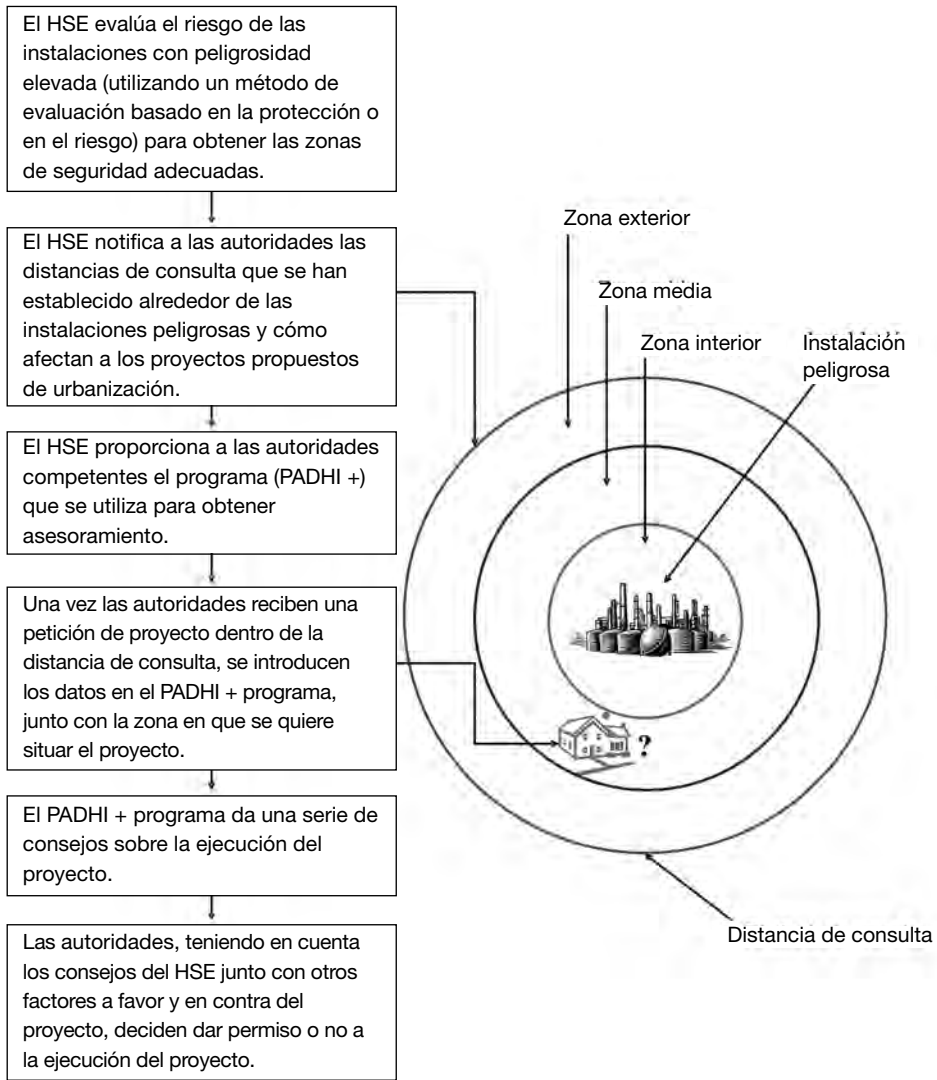 El HSE evalúa el riesgo de las
instalaciones con peligrosidad
elevada (utilizando un método de
evaluación basado en la protección o
en el riesgo) para obtener las zonas
de seguridad adecuadas.
El HSE notifica a las autoridades las
distancias de consulta que se han
establecido alrededor de las
instalaciones peligrosas y cómo
afectan a los proyectos propuestos
de urbanización.
El HSE proporciona a las autoridades
competentes el programa (PADHI +)
que se utiliza para obtener
asesoramiento.
Una vez las autoridades reciben una
petición de proyecto dentro de la
distancia de consulta, se introducen
los datos en el PADHI + programa,
junto con la zona en que se quiere
situar el proyecto.
El PADHI + programa da una serie de
consejos sobre la ejecución del
proyecto.
Las autoridades, teniendo en cuenta
los consejos del HSE junto con otros
factores a favor y en contra del
proyecto, deciden dar permiso o no a
la ejecución del proyecto.
Zona exterior
Zona media
Zona interior
Instalación
peligrosa
?
Distancia de consulta